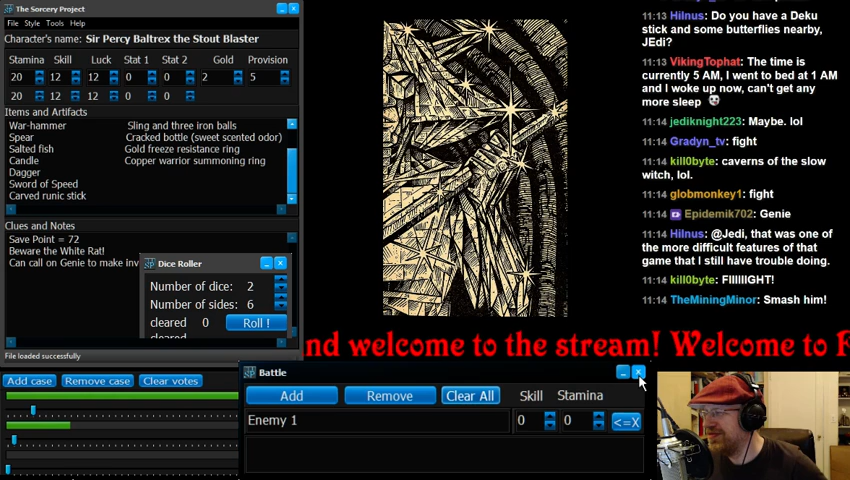 The Sorcery Project
File Style Tools Help
Character's name: Sir Percy Baltrex the Stout Blaster
Stamina Skill Luck Stat 1 Stat 2 Gold Provision
20 12 12 0 0 2 5
20 12 12 0 0
Items and Artifacts
War-hammer Sling and three iron balls
Spear Cracked bottle (sweet scented odor)
Salted fish Gold freeze resistance ring
Candle Copper warrior summoning ring
Dagger
Sword of Speed
Carved runic stick
Clues and Notes
Save Point = 72
Beware the White Rat!
Can call on Genie to make inv
Dice Roller
Number of dice: 2
Number of sides: 6
cleared 0 Roll !
cleared
File loaded successfully
Add case Remove case Clear votes
nd welcome to the stream! Welcome to F
Battle
Add Remove Clear All Skill Stamina
Enemy 1 0 0 <=X
11:13 Hilnus: Do you have a Deku
stick and some butterflies nearby,
JEdi?
11:13 VikingTophat: The time is
currently 5 AM, I went to bed at 1 AM
and I woke up now, can't get any
more sleep
11:14 jediknight223: Maybe. lol
11:14 Gradyn_tv: fight
11:14 kill0byte: caverns of the slow
witch, lol.
11:14 globmonkey1: fight
11:14 Epidemik702: Genie
11:14 Hilnus: @Jedi, that was one of
the more difficult features of that
game that I still have trouble doing.
11:14 kill0byte: FIIIIIIGHT!
11:14 TheMiningMinor: Smash him!